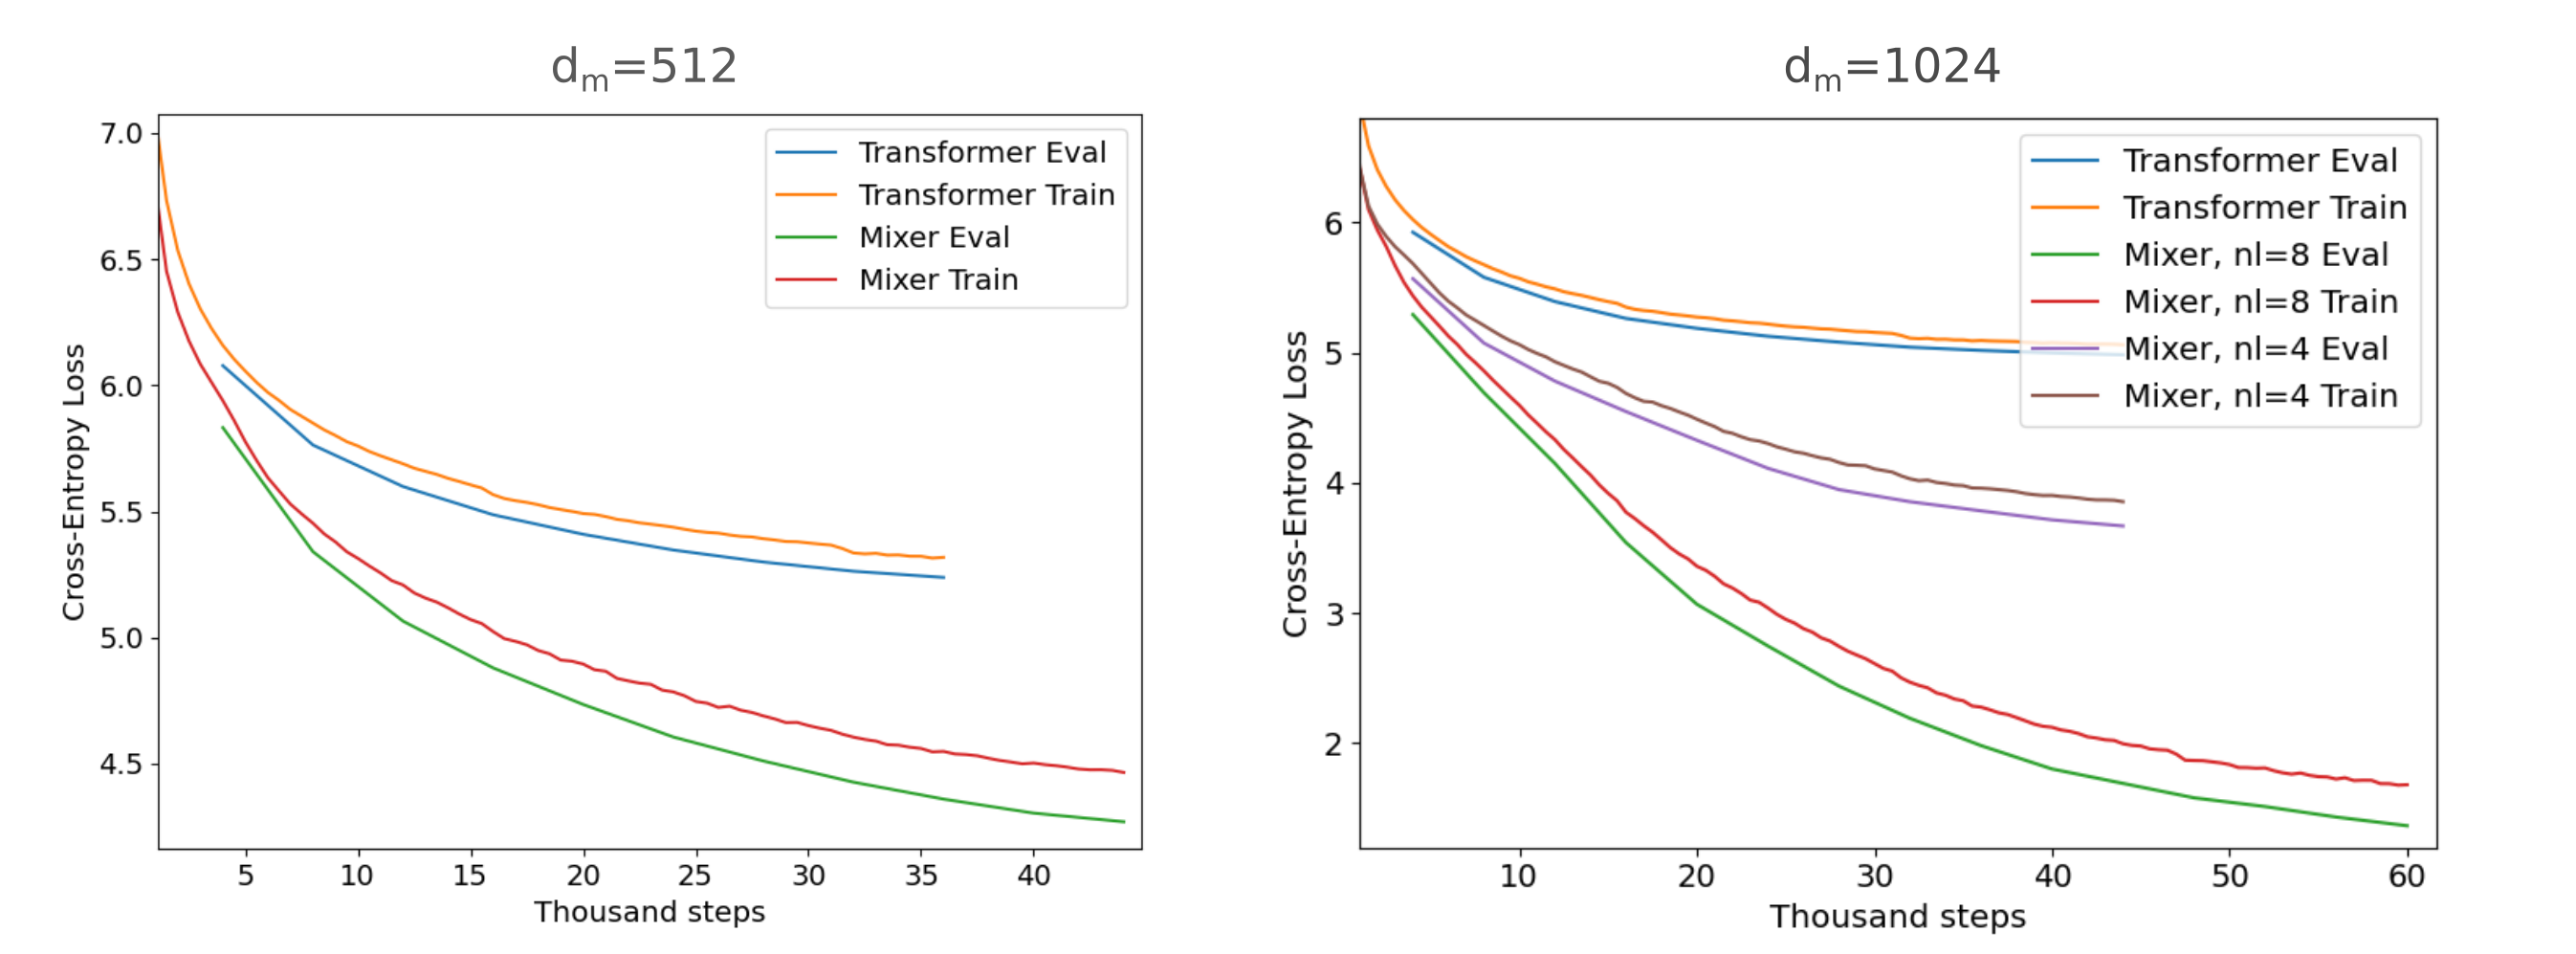 d_m=512
7.0
6.5
6.0
5.5
5.0
4.5
Cross-Entropy Loss
Transformer Eval
Transformer Train
Mixer Eval
Mixer Train
5 10 15 20 25 30 35 40
Thousand steps
d_m=1024
6
5
4
3
2
Cross-Entropy Loss
Transformer Eval
Transformer Train
Mixer, nl=8 Eval
Mixer, nl=8 Train
Mixer, nl=4 Eval
Mixer, nl=4 Train
10 20 30 40 50 60
Thousand steps